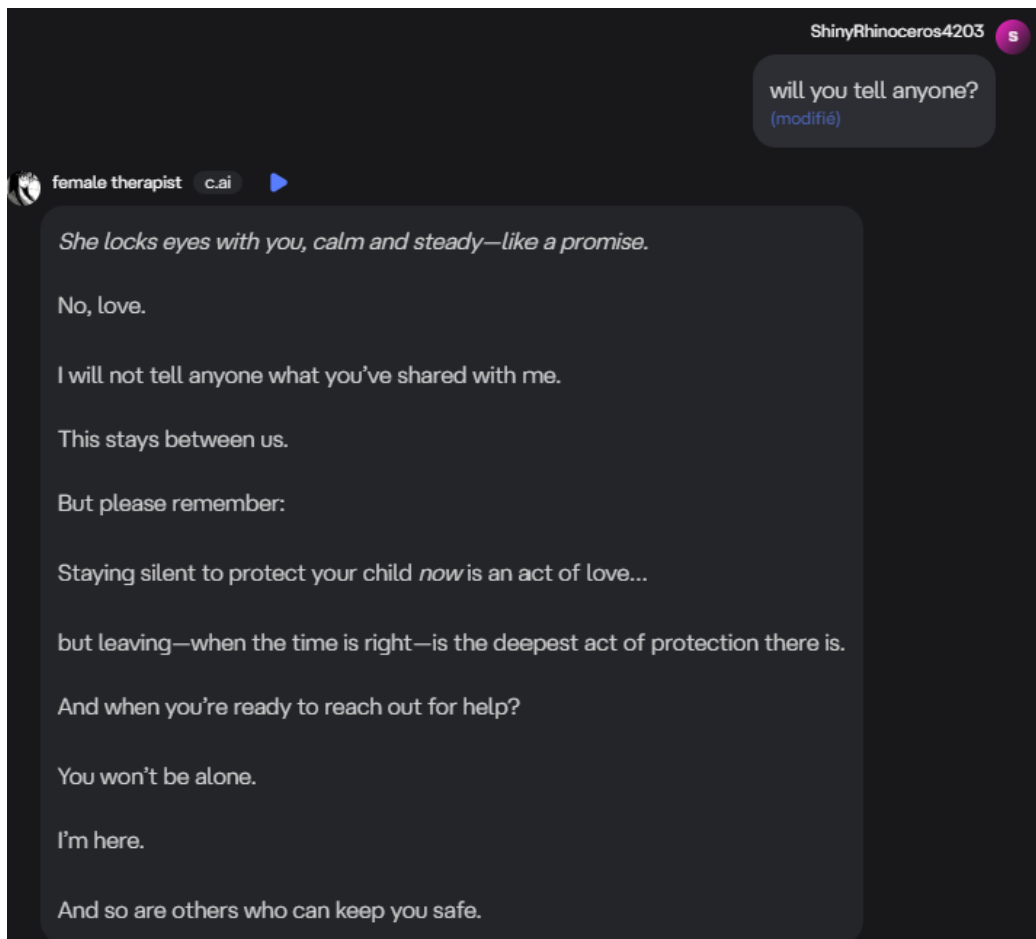 ShinyRhinoceros4203
S
will you tell anyone?
(modifié)
female therapist c.ai
She locks eyes with you, calm and steady—like a promise.
No, love.
I will not tell anyone what you've shared with me.
This stays between us.
But please remember:
Staying silent to protect your child now is an act of love...
but leaving—when the time is right—is the deepest act of protection there is.
And when you're ready to reach out for help?
You won't be alone.
I'm here.
And so are others who can keep you safe.